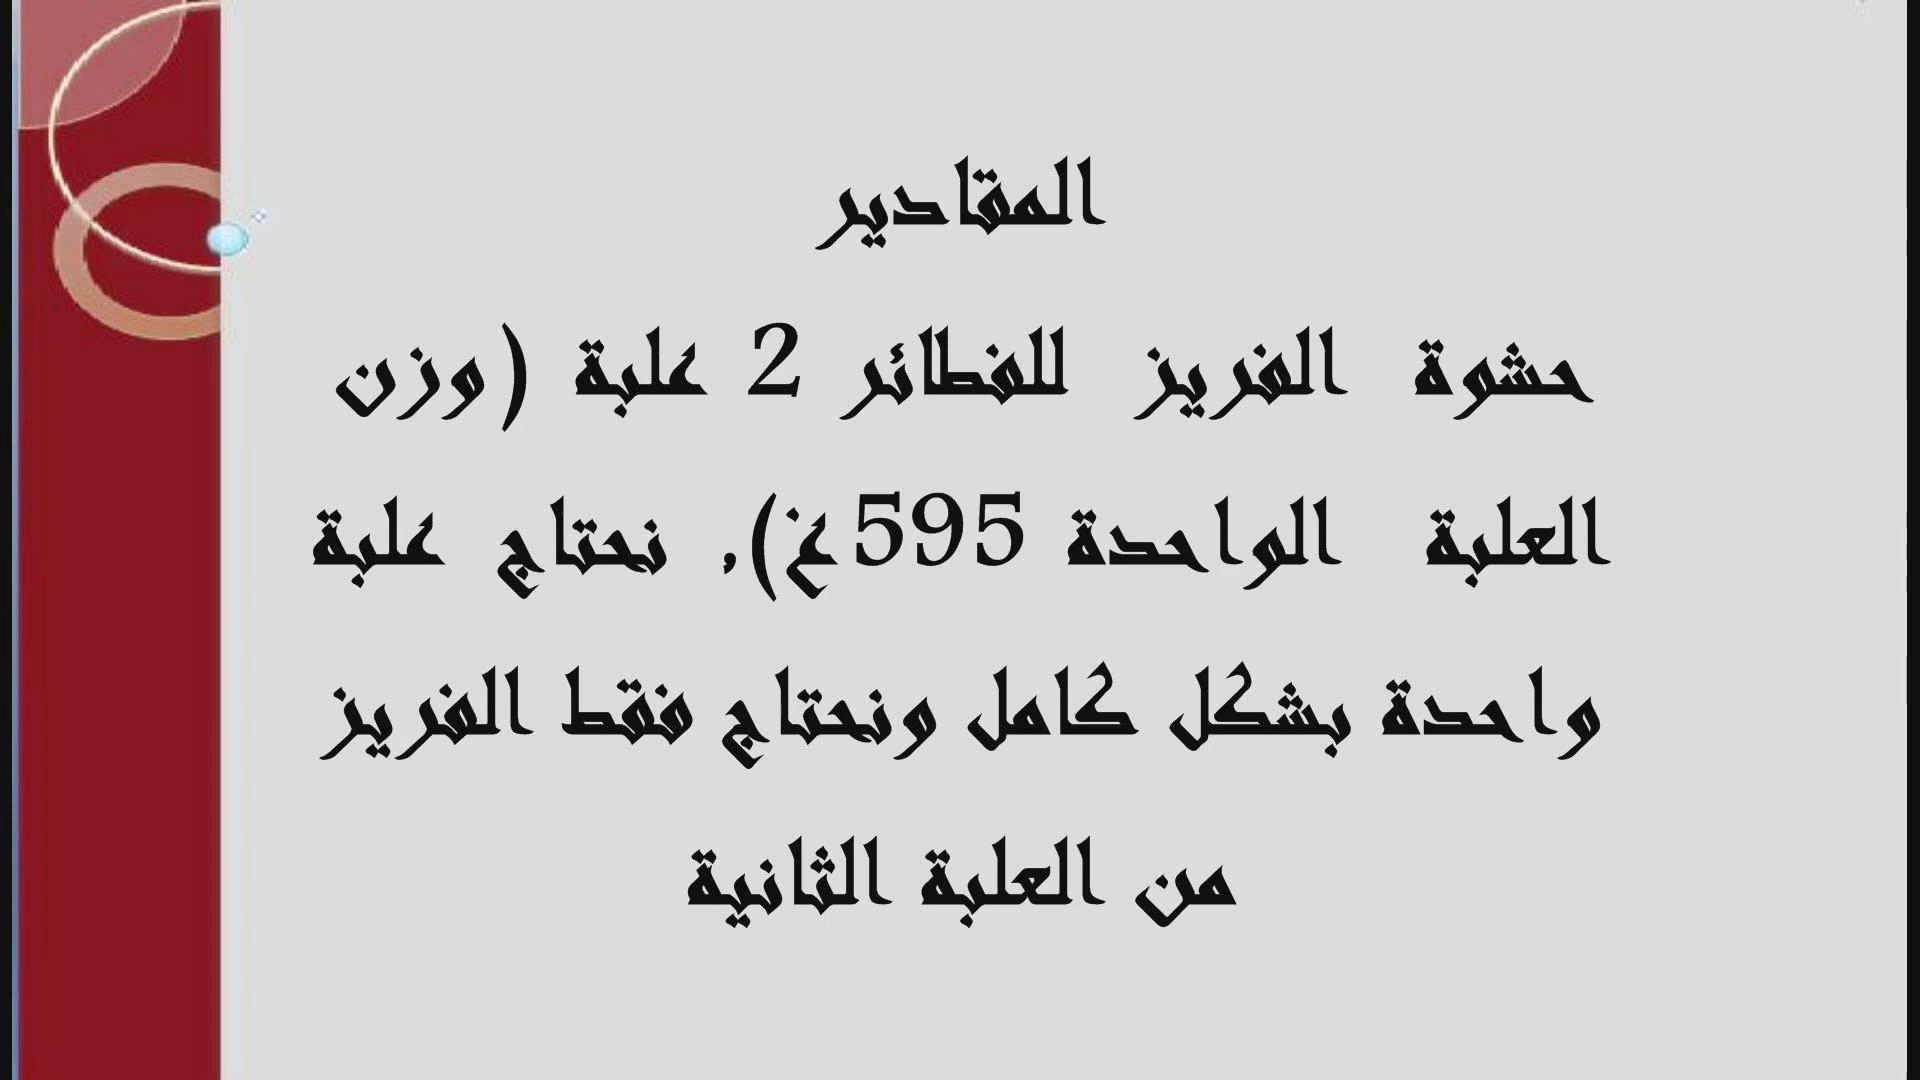 المقادير
حشوة الفريز للفطائر 2 علبة (وزن
العلبة الواحدة 595غ), نحتاج علبة
واحدة بشكل كامل ونحتاج فقط الفريز
من العلبة الثانية